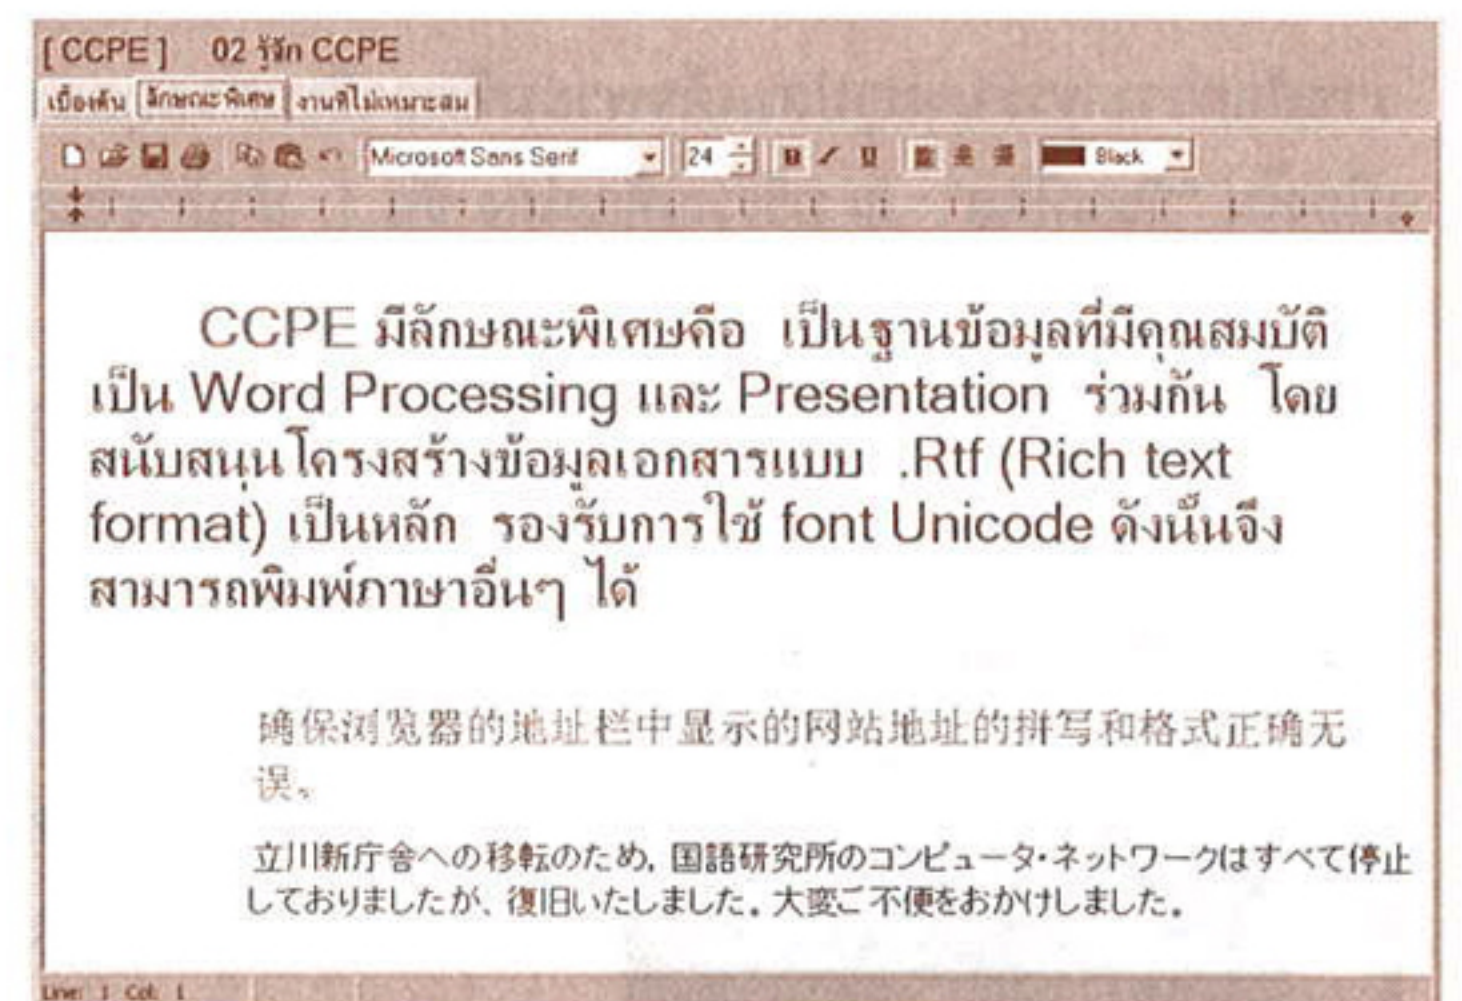 [ CCPE ] 02 รู้จัก CCPE
เบื้องต้น ลักษณะพิเศษ งานที่ไม่เหมาะสม
Microsoft Sans Serif 24 B I U Black
CCPE มีลักษณะพิเศษคือ เป็นฐานข้อมูลที่มีคุณสมบัติ
เป็น Word Processing และ Presentation ร่วมกัน โดย
สนับสนุนโครงสร้างข้อมูลเอกสารแบบ .Rtf (Rich text
format) เป็นหลัก รองรับการใช้ font Unicode ดังนั้นจึง
สามารถพิมพ์ภาษาอื่นๆ ได้
确保浏览器的地址栏中显示的网站地址的拼写和格式正确无
误。
立川新庁舎への移転のため, 国語研究所のコンピュータ・ネットワークはすべて停止
しておりましたが、復旧いたしました。大変ご不便をおかけしました。
Line: 1 Col: 1